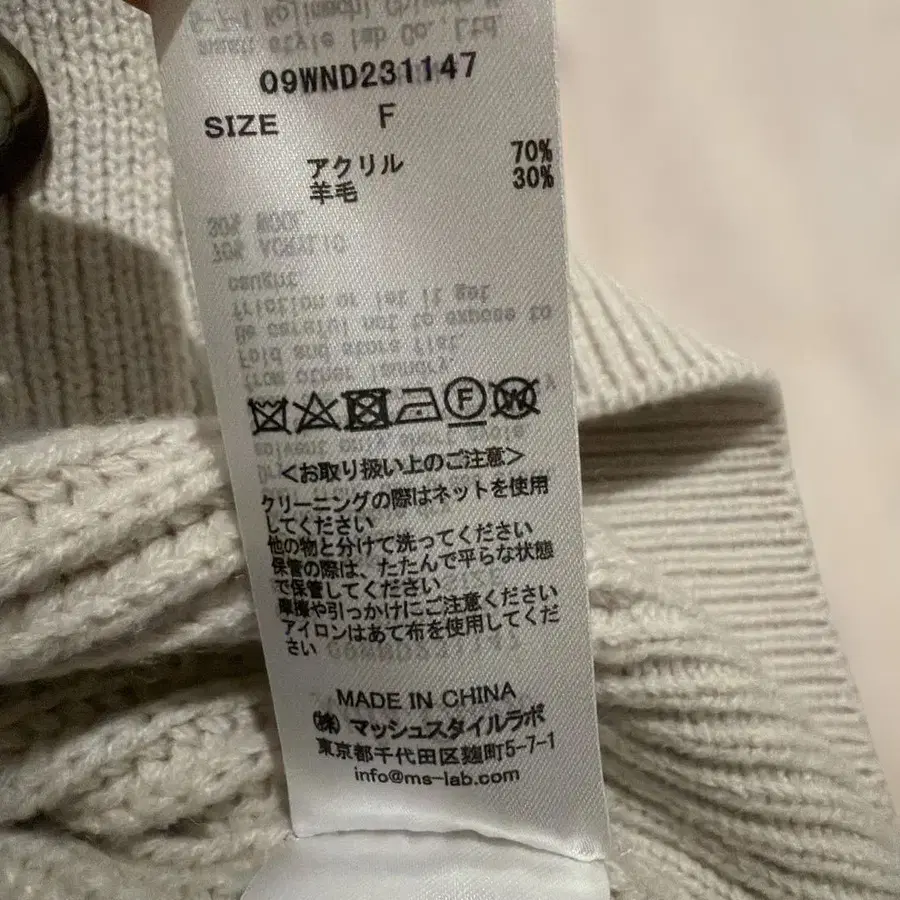 09WND231147
SIZE F
アクリル 70%
羊毛 30%
F
W
<お取り扱い上のご注意>
クリーニングの際はネットを使用
してください
他の物と分けて洗ってください
保管の際は、たたんで平らな状態
で保管してください
摩擦や引っかけにご注意ください
アイロンはあて布を使用してくだ
さい
MADE IN CHINA
(株) マッシュスタイルラボ
東京都千代田区麹町5-7-1
info@ms-lab.com